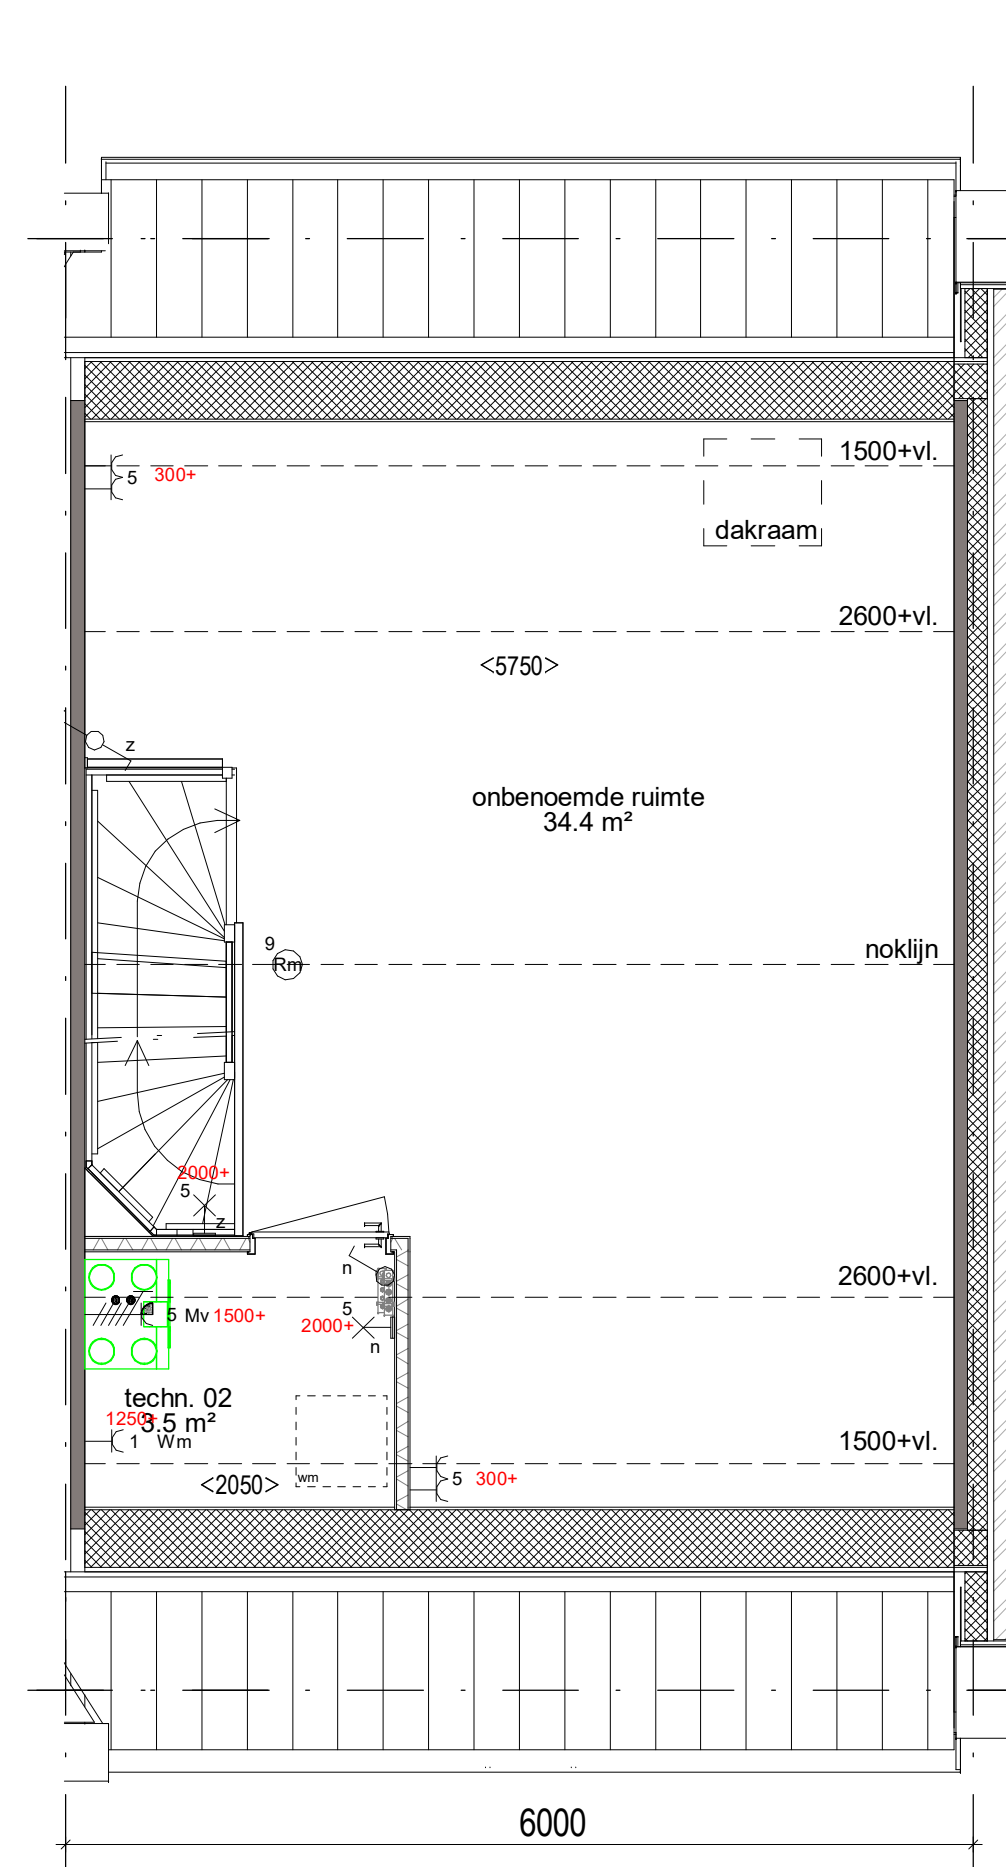 1500+vl.
5 300+
dakraam
2600+vl.
<5750>
z
onbenoemde ruimte
34.4 m²
9
Rm
noklijn
2000+
5
z
n
2600+vl.
5 Mv 1500+
5
2000+
n
techn. 02
1250+
3.5 m²
1 Wm
1500+vl.
<2050>
wm
5 300+
6000